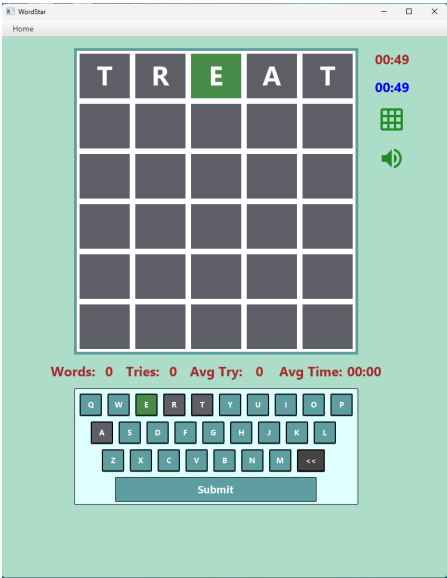 WordStar
Home
T R E A T
00:49
00:49
Words: 0 Tries: 0 Avg Try: 0 Avg Time: 00:00
Q W E R T Y U I O P
A S D F G H J K L
Z X C V B N M <<
Submit